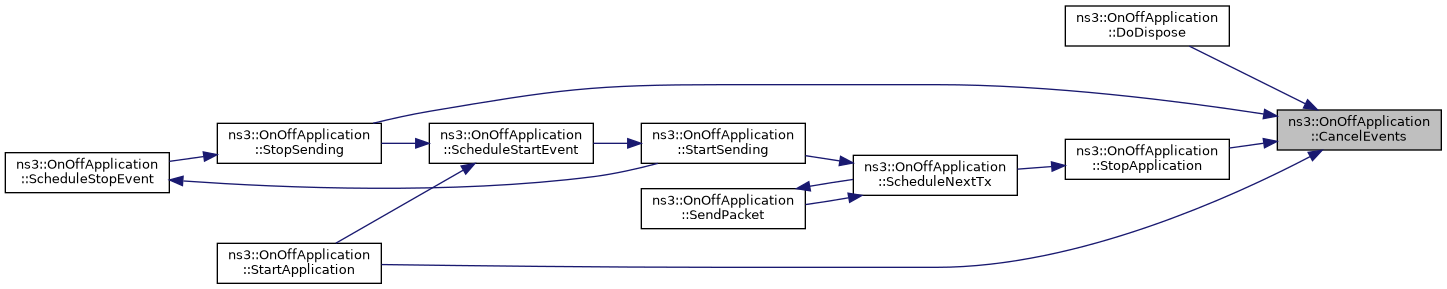 ns3::OnOffApplication
::DoDispose
ns3::OnOffApplication
::CancelEvents
ns3::OnOffApplication
::StopSending
ns3::OnOffApplication
::ScheduleStartEvent
ns3::OnOffApplication
::StartSending
ns3::OnOffApplication
::StopApplication
ns3::OnOffApplication
::ScheduleStopEvent
ns3::OnOffApplication
::ScheduleNextTx
ns3::OnOffApplication
::SendPacket
ns3::OnOffApplication
::StartApplication